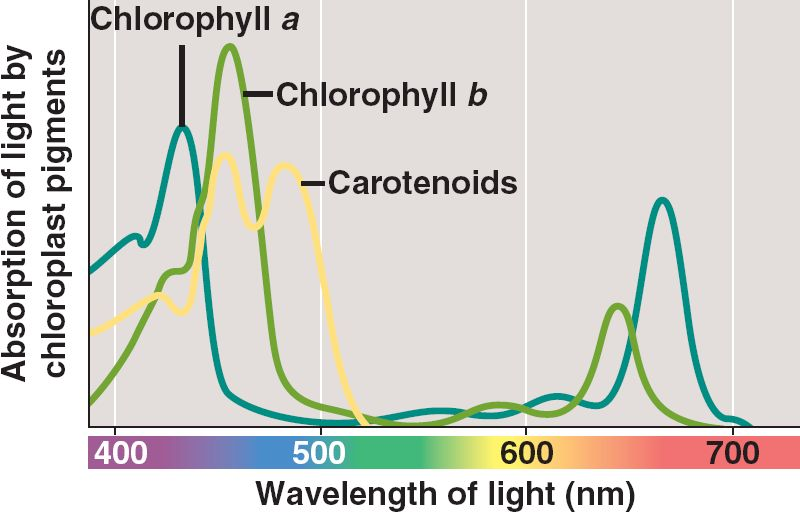 Chlorophyll a
Chlorophyll b
Carotenoids
Absorption of light by
chloroplast pigments
400 500 600 700
Wavelength of light (nm)